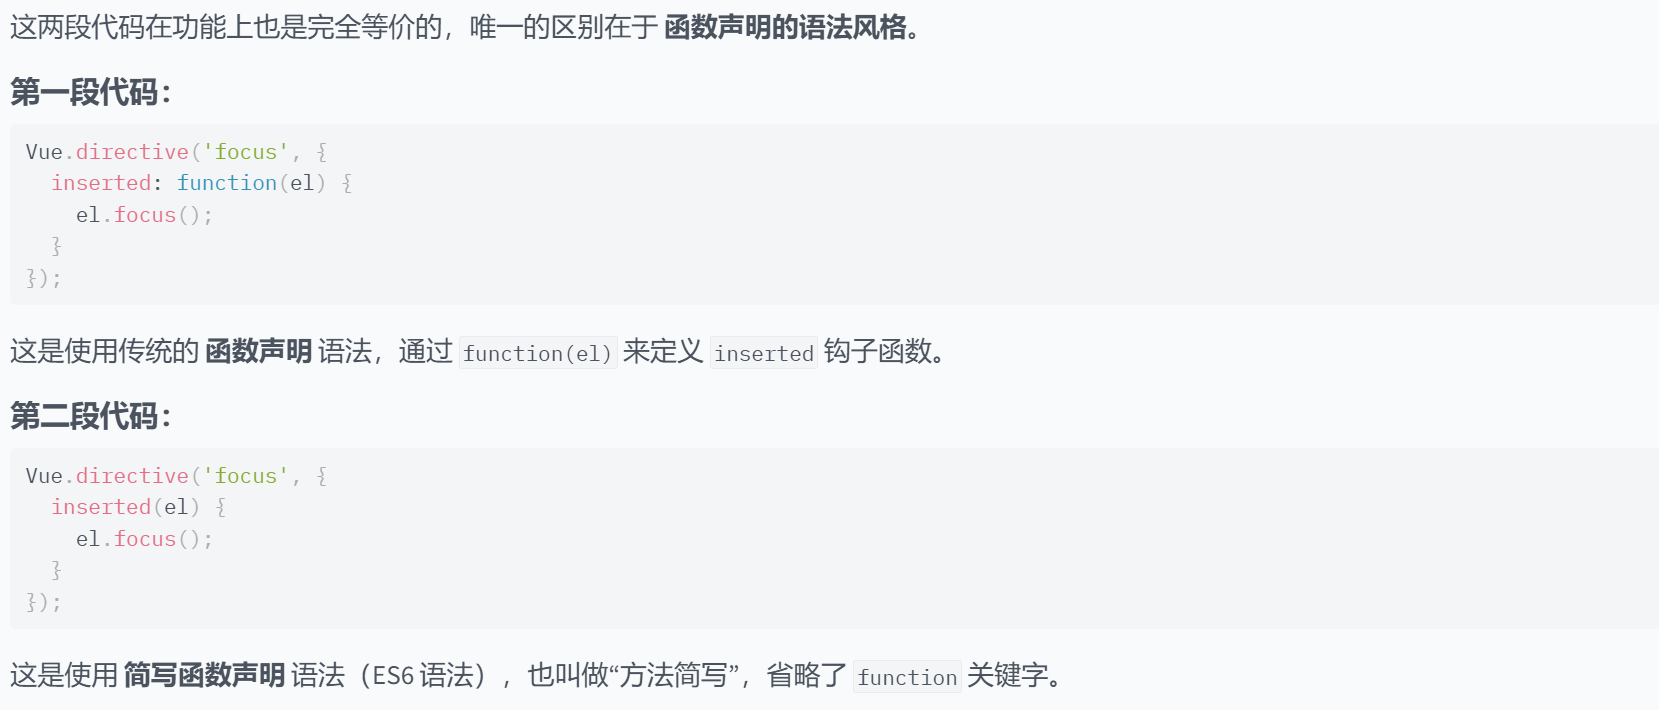 这两段代码在功能上也是完全等价的，唯一的区别在于 函数声明的语法风格。
第一段代码：
Vue.directive('focus', {
  inserted: function(el) {
    el.focus();
  }
});
这是使用传统的 函数声明 语法，通过 function(el) 来定义 inserted 钩子函数。
第二段代码：
Vue.directive('focus', {
  inserted(el) {
    el.focus();
  }
});
这是使用 简写函数声明 语法（ES6 语法），也叫做“方法简写”，省略了 function 关键字。